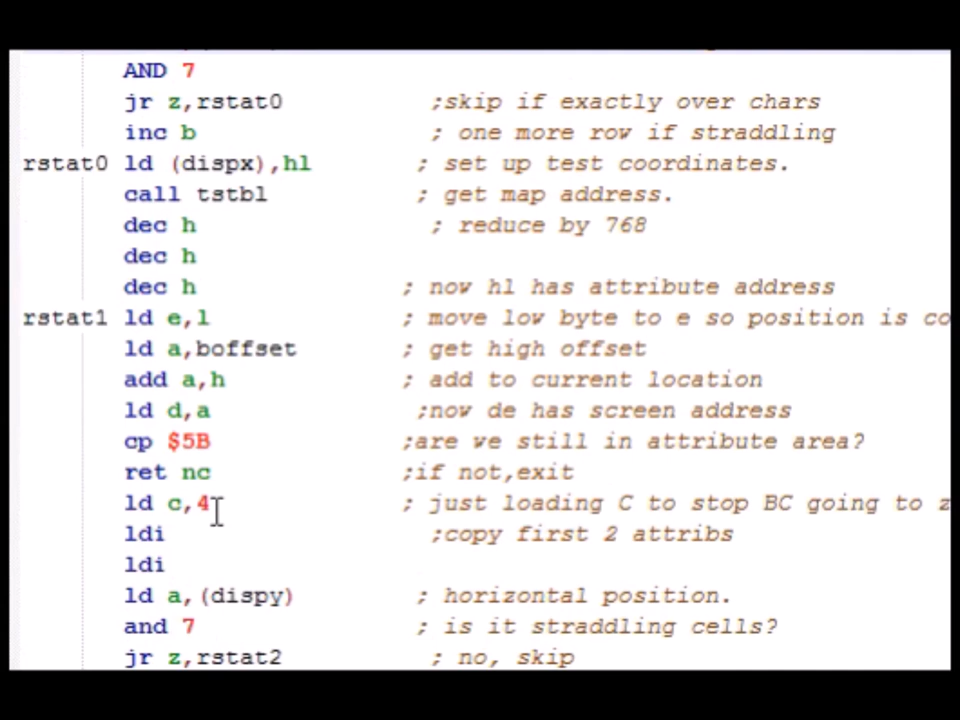 AND 7
jr z,rstat0 ;skip if exactly over chars
inc b ; one more row if straddling
rstat0 ld (dispx),hl ; set up test coordinates.
call tstbl ; get map address.
dec h ; reduce by 768
dec h
dec h ; now hl has attribute address
rstat1 ld e,l ; move low byte to e so position is co
ld a,boffset ; get high offset
add a,h ; add to current location
ld d,a ;now de has screen address
cp $5B ;are we still in attribute area?
ret nc ;if not,exit
ld c,4 ; just loading C to stop BC going to z
ldi ;copy first 2 attribs
ldi
ld a,(dispy) ; horizontal position.
and 7 ; is it straddling cells?
jr z,rstat2 ; no, skip